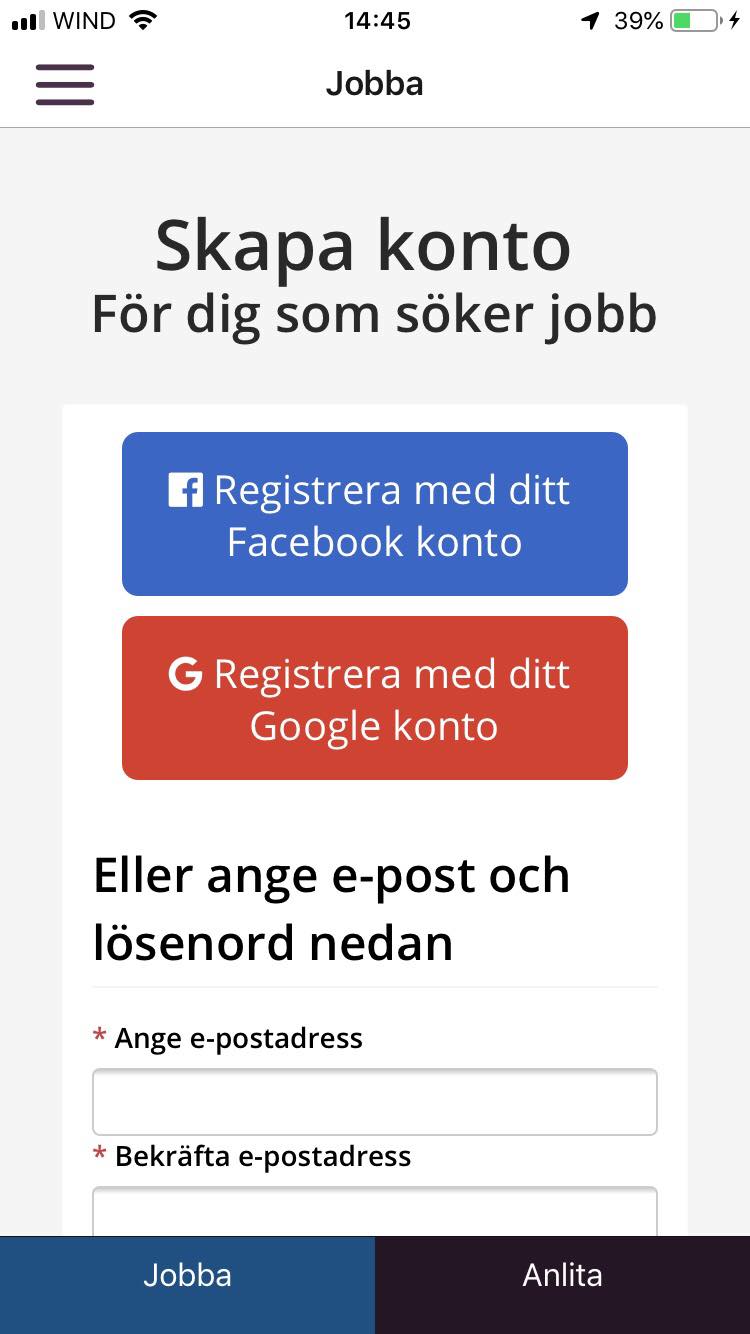 WIND 14:45 39%
Jobba
Skapa konto
För dig som söker jobb
Registrera med ditt
Facebook konto
Registrera med ditt
Google konto
Eller ange e-post och
lösenord nedan
* Ange e-postadress
* Bekräfta e-postadress
Jobba Anlita